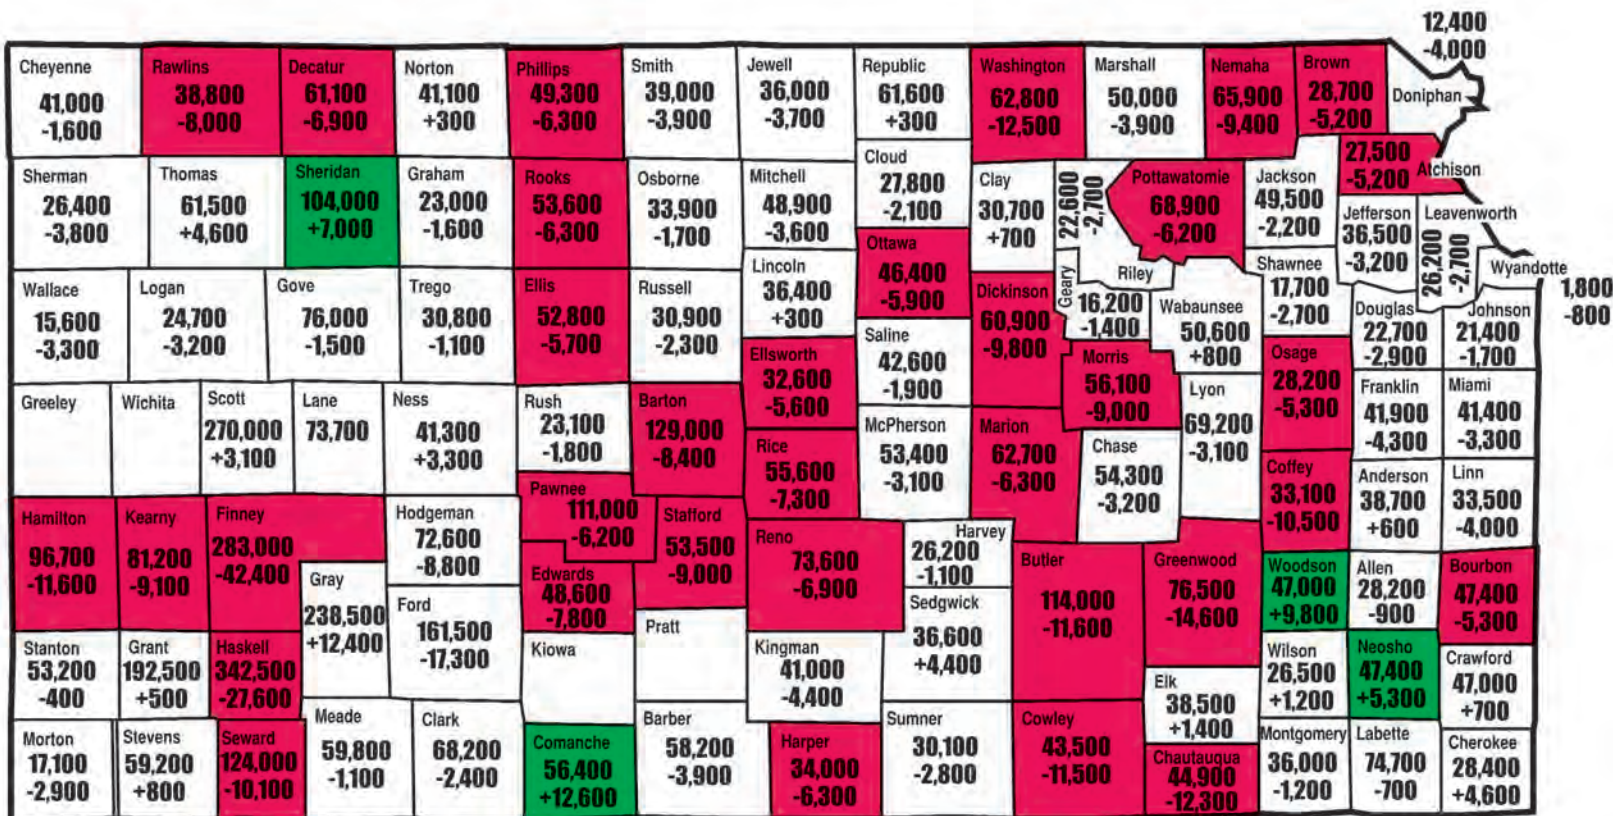 12,400
-4,000
Cheyenne
41,000
-1,600
Rawlins
38,800
-8,000
Decatur
61,100
-6,900
Norton
41,100
+300
Phillips
49,300
-6,300
Smith
39,000
-3,900
Jewell
36,000
-3,700
Republic
61,600
+300
Washington
62,800
-12,500
Marshall
50,000
-3,900
Nemaha
65,900
-9,400
Brown
28,700
-5,200
Doniphan
Sherman
26,400
-3,800
Thomas
61,500
+4,600
Sheridan
104,000
+7,000
Graham
23,000
-1,600
Rooks
53,600
-6,300
Osborne
33,900
-1,700
Mitchell
48,900
-3,600
Cloud
27,800
-2,100
Clay
30,700
+700
22,600
-2,700
Riley
Pottawatomie
68,900
-6,200
Jackson
49,500
-2,200
27,500
-5,200
Atchison
Jefferson
36,500
-3,200
Leavenworth
26,200
-2,700
Wyandotte
1,800
-800
Wallace
15,600
-3,300
Logan
24,700
-3,200
Gove
76,000
-1,500
Trego
30,800
-1,100
Ellis
52,800
-5,700
Russell
30,900
-2,300
Lincoln
36,400
+300
Ottawa
46,400
-5,900
Saline
42,600
-1,900
Dickinson
60,900
-9,800
Geary
16,200
-1,400
Wabaunsee
50,600
+800
Shawnee
17,700
-2,700
Douglas
22,700
-2,900
Johnson
21,400
-1,700
Greeley
Wichita
Scott
270,000
+3,100
Lane
73,700
Ness
41,300
+3,300
Rush
23,100
-1,800
Barton
129,000
-8,400
Ellsworth
32,600
-5,600
Rice
55,600
-7,300
McPherson
53,400
-3,100
Marion
62,700
-6,300
Morris
56,100
-9,000
Chase
54,300
-3,200
Lyon
69,200
-3,100
Osage
28,200
-5,300
Franklin
41,900
-4,300
Miami
41,400
-3,300
Coffey
33,100
-10,500
Anderson
38,700
+600
Linn
33,500
-4,000
Hamilton
96,700
-11,600
Kearny
81,200
-9,100
Finney
283,000
-42,400
Gray
238,500
+12,400
Hodgeman
72,600
-8,800
Ford
161,500
-17,300
Pawnee
111,000
-6,200
Edwards
48,600
-7,800
Stafford
53,500
-9,000
Reno
73,600
-6,900
Harvey
26,200
-1,100
Sedgwick
36,600
+4,400
Butler
114,000
-11,600
Greenwood
76,500
-14,600
Woodson
47,000
+9,800
Allen
28,200
-900
Bourbon
47,400
-5,300
Stanton
53,200
-400
Grant
192,500
+500
Haskell
342,500
-27,600
Kiowa
Pratt
Kingman
41,000
-4,400
Elk
38,500
+1,400
Wilson
26,500
+1,200
Neosho
47,400
+5,300
Crawford
47,000
+700
Morton
17,100
-2,900
Stevens
59,200
+800
Seward
124,000
-10,100
Meade
59,800
-1,100
Clark
68,200
-2,400
Comanche
56,400
+12,600
Barber
58,200
-3,900
Harper
34,000
-6,300
Sumner
30,100
-2,800
Cowley
43,500
-11,500
Chautauqua
44,900
-12,300
Montgomery
36,000
-1,200
Labette
74,700
-700
Cherokee
28,400
+4,600